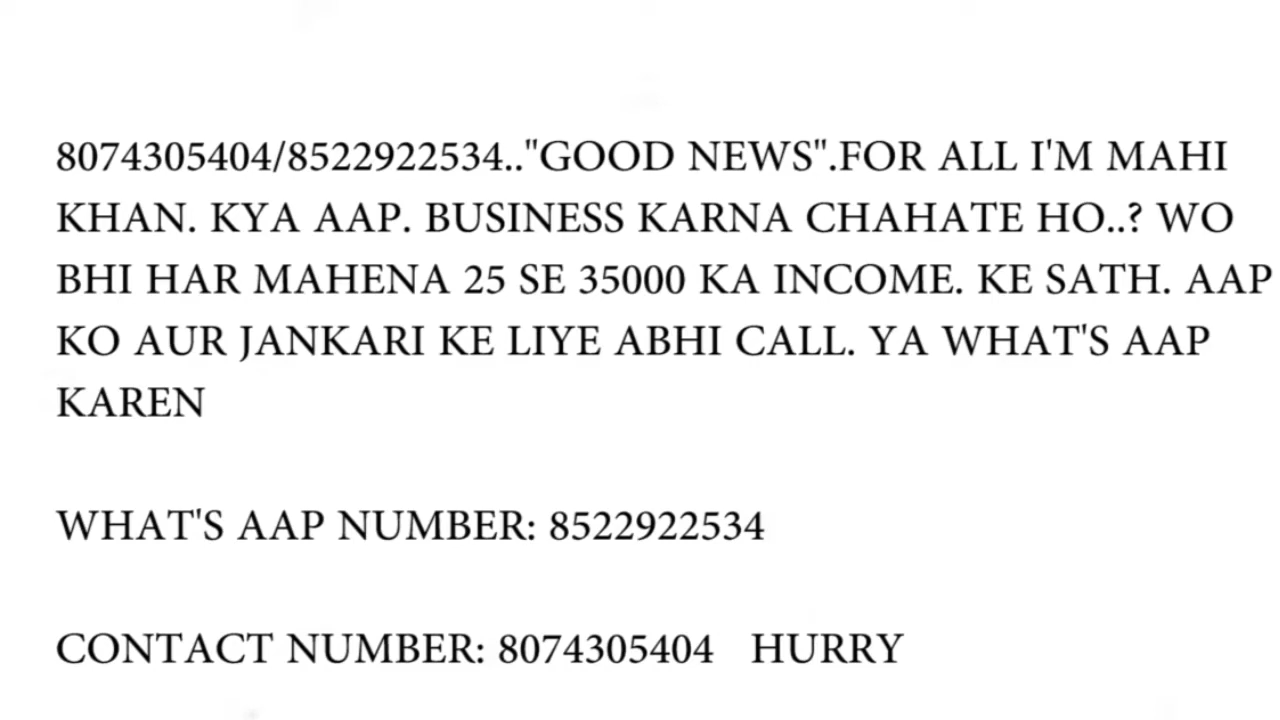 8074305404/8522922534.."GOOD NEWS".FOR ALL I'M MAHI
KHAN. KYA AAP. BUSINESS KARNA CHAHATE HO..? WO
BHI HAR MAHENA 25 SE 35000 KA INCOME. KE SATH. AAP
KO AUR JANKARI KE LIYE ABHI CALL. YA WHAT'S AAP
KAREN
WHAT'S AAP NUMBER: 8522922534
CONTACT NUMBER: 8074305404 HURRY